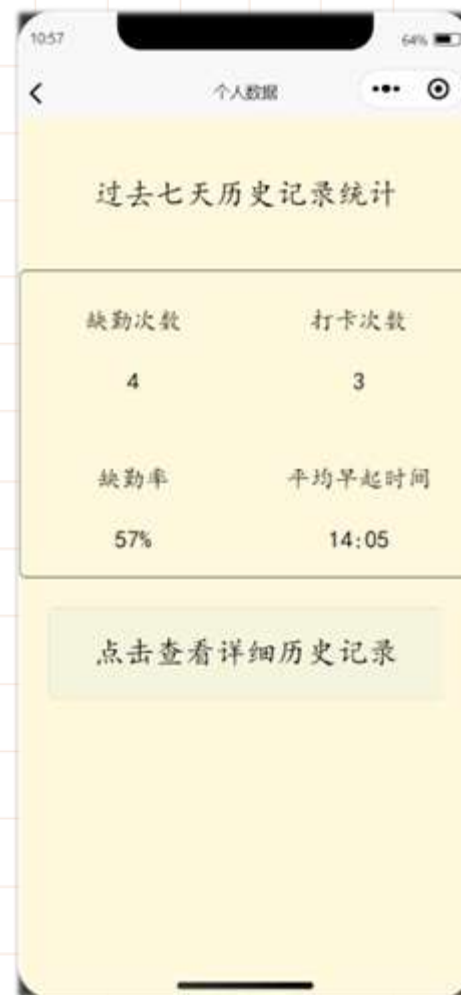 10:57
64%
个人数据
过去七天历史记录统计
缺勤次数 打卡次数
4 3
缺勤率 平均早起时间
57% 14:05
点击查看详细历史记录